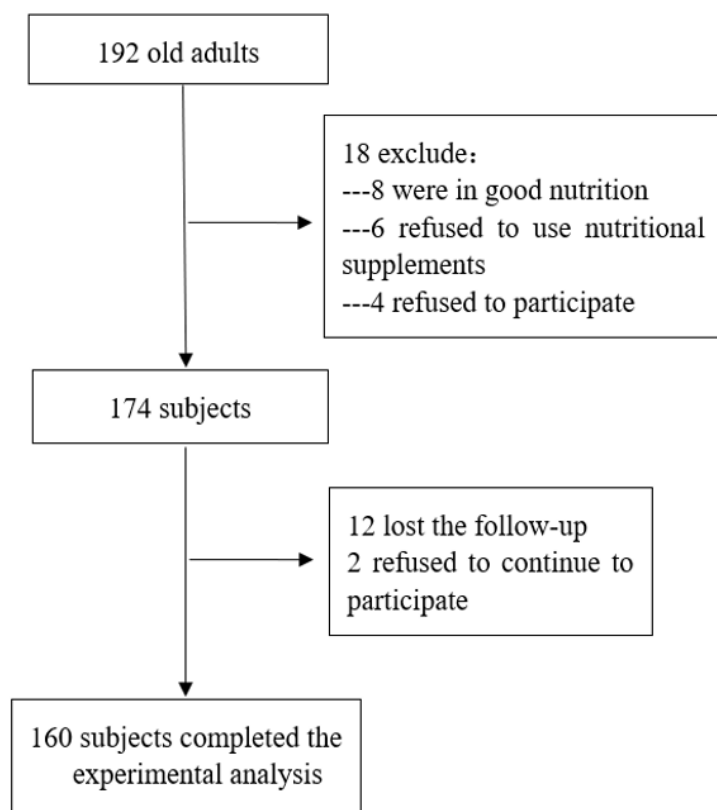 192 old adults
18 exclude：
---8 were in good nutrition
---6 refused to use nutritional
supplements
---4 refused to participate
174 subjects
12 lost the follow-up
2 refused to continue to
participate
160 subjects completed the
experimental analysis